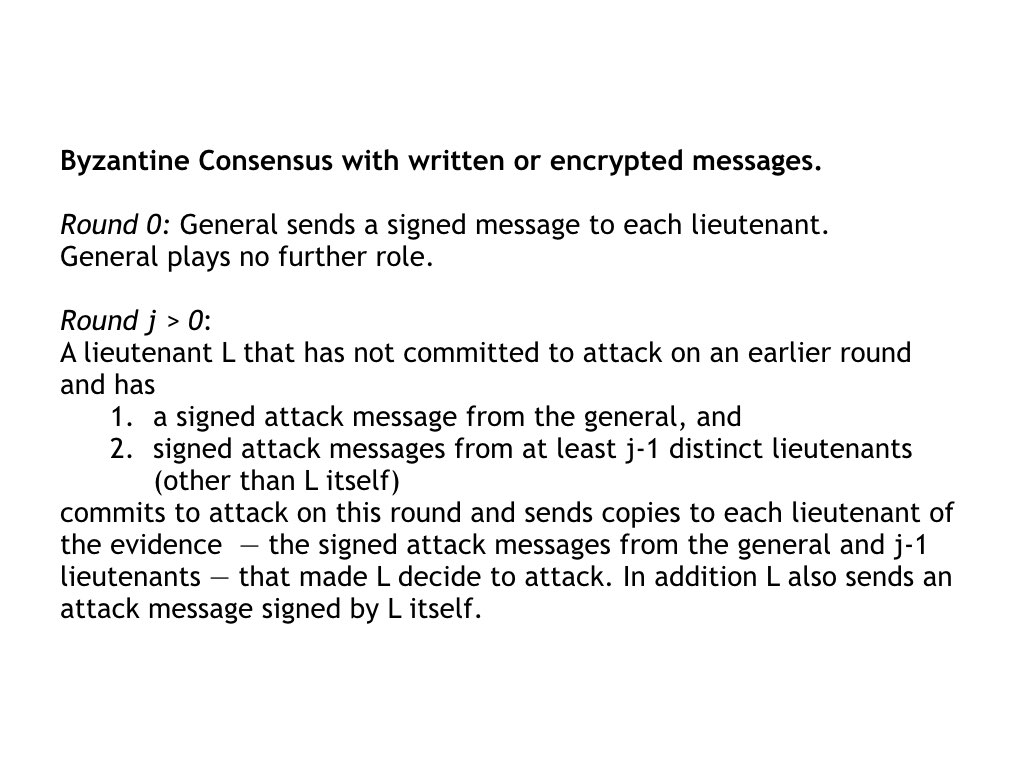 Byzantine Consensus with written or encrypted messages.
Round 0: General sends a signed message to each lieutenant.
General plays no further role.
Round j > 0:
A lieutenant L that has not committed to attack on an earlier round
and has
1. a signed attack message from the general, and
2. signed attack messages from at least j-1 distinct lieutenants
(other than L itself)
commits to attack on this round and sends copies to each lieutenant of
the evidence — the signed attack messages from the general and j-1
lieutenants — that made L decide to attack. In addition L also sends an
attack message signed by L itself.